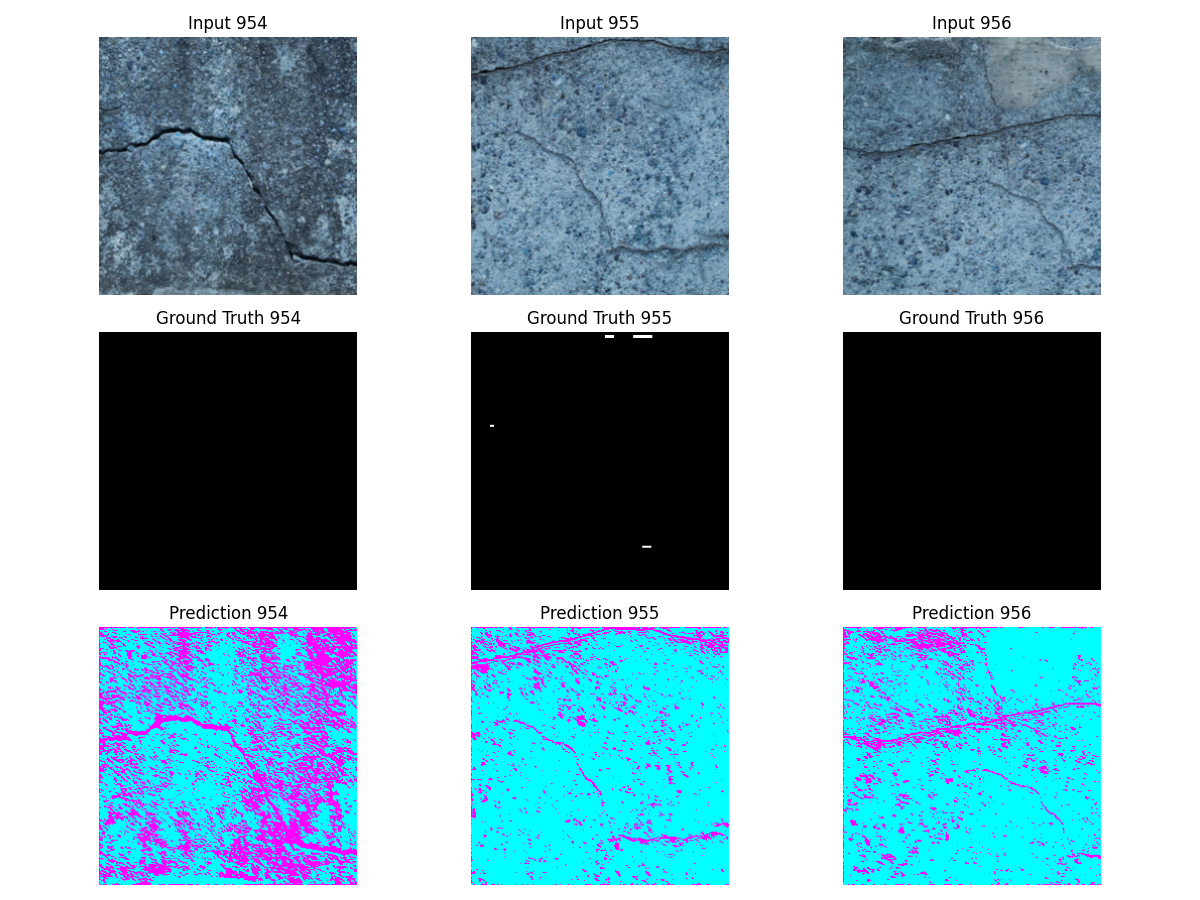 Input 954
Input 955
Input 956
Ground Truth 954
Ground Truth 955
Ground Truth 956
Prediction 954
Prediction 955
Prediction 956